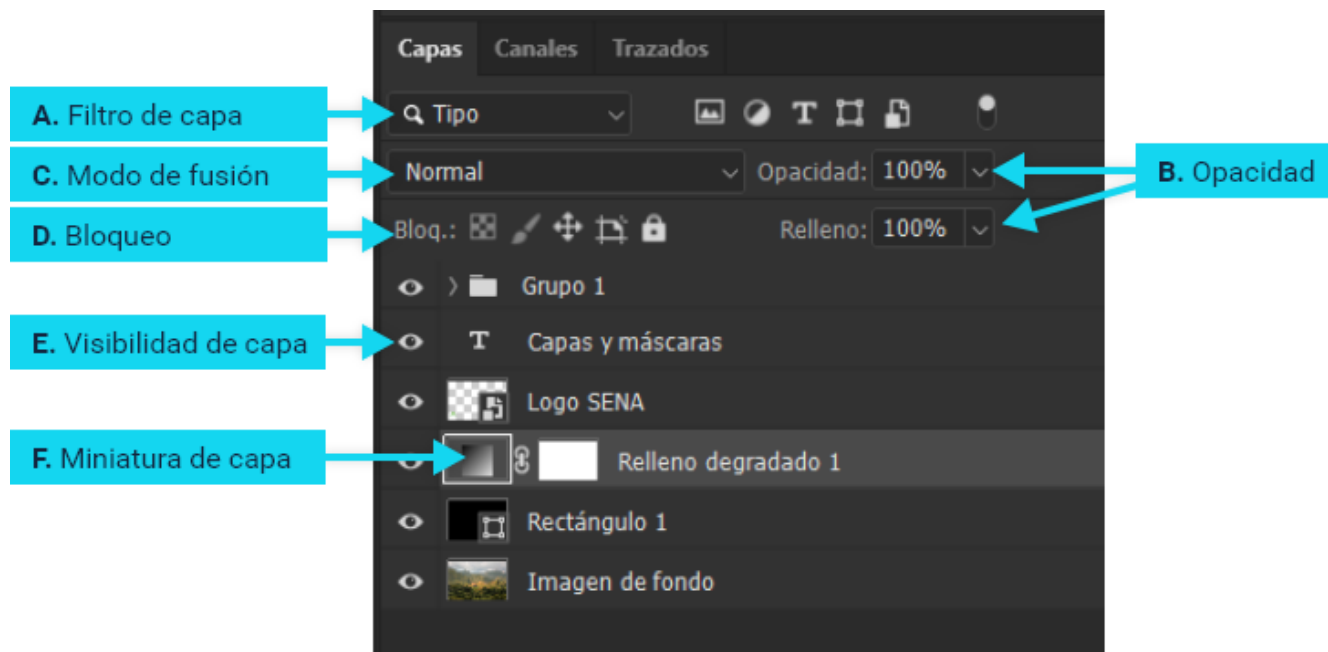 Capas Canales Trazados
A. Filtro de capa
Tipo
T
C. Modo de fusión
Normal
Opacidad: 100%
B. Opacidad
D. Bloqueo
Bloq.:
Relleno: 100%
Grupo 1
E. Visibilidad de capa
T Capas y máscaras
Logo SENA
F. Miniatura de capa
Relleno degradado 1
Rectángulo 1
Imagen de fondo